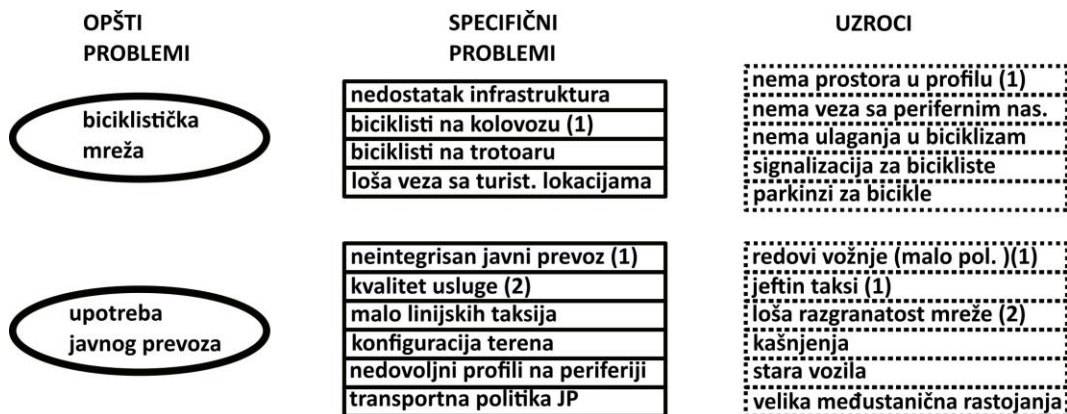 OPŠTI
PROBLEMI
SPECIFIČNI
PROBLEMI
UZROCI
biciklistička
mreža
nedostatak infrastruktura
biciklisti na kolovozu (1)
biciklisti na trotoaru
loša veza sa turist. lokacijama
nema prostora u profilu (1)
nema veza sa perifernim nas.
nema ulaganja u biciklizam
signalizacija za bicikliste
parkinzi za bicikle
upotreba
javnog prevoza
neintegrisan javni prevoz (1)
kvalitet usluge (2)
malo linijskih taksija
konfiguracija terena
nedovoljni profili na periferiji
transportna politika JP
redovi vožnje (malo pol. )(1)
jeftin taksi (1)
loša razgranatost mreže (2)
kašnjenja
stara vozila
velika međustanična rastojanja